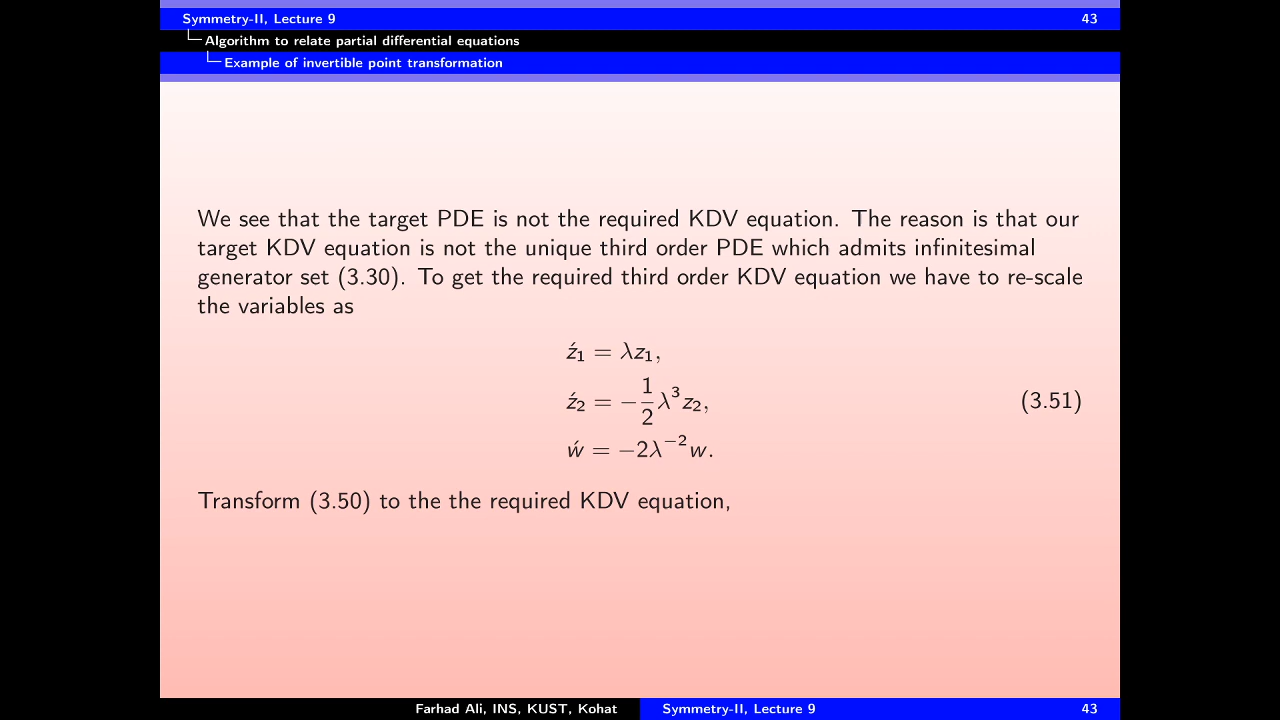 Symmetry-II, Lecture 9 43
Algorithm to relate partial differential equations
Example of invertible point transformation
We see that the target PDE is not the required KDV equation. The reason is that our
target KDV equation is not the unique third order PDE which admits infinitesimal
generator set (3.30). To get the required third order KDV equation we have to re-scale
the variables as
ź₁ = λz₁,
ź₂ = −1/2 λ³z₂, (3.51)
ẃ = −2λ⁻²w.
Transform (3.50) to the the required KDV equation,
Farhad Ali, INS, KUST, Kohat Symmetry-II, Lecture 9 43